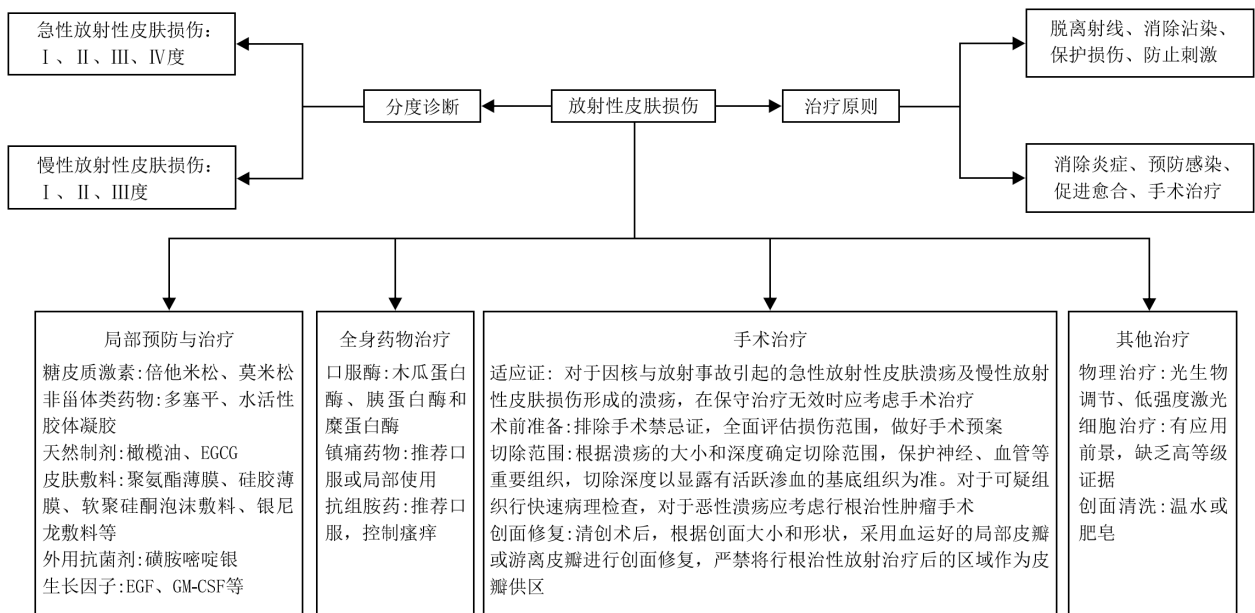 急性放射性皮肤损伤：
Ⅰ、Ⅱ、Ⅲ、Ⅳ度
慢性放射性皮肤损伤：
Ⅰ、Ⅱ、Ⅲ度
分度诊断
放射性皮肤损伤
治疗原则
脱离射线、消除沾染、
保护损伤、防止刺激
消除炎症、预防感染、
促进愈合、手术治疗
局部预防与治疗
糖皮质激素:倍他米松、莫米松
非甾体类药物:多塞平、水活性
胶体凝胶
天然制剂:橄榄油、EGCG
皮肤敷料:聚氨酯薄膜、硅胶薄
膜、软聚硅酮泡沫敷料、银尼
龙敷料等
外用抗菌剂:磺胺嘧啶银
生长因子:EGF、GM-CSF等
全身药物治疗
口服酶:木瓜蛋白
酶、胰蛋白酶和
糜蛋白酶
镇痛药物:推荐口
服或局部使用
抗组胺药:推荐口
服，控制瘙痒
手术治疗
适应证: 对于因核与放射事故引起的急性放射性皮肤溃疡及慢性放射
性皮肤损伤形成的溃疡，在保守治疗无效时应考虑手术治疗
术前准备:排除手术禁忌证，全面评估损伤范围，做好手术预案
切除范围:根据溃疡的大小和深度确定切除范围，保护神经、血管等
重要组织，切除深度以显露有活跃渗血的基底组织为准。对于可疑组
织行快速病理检查，对于恶性溃疡应考虑行根治性肿瘤手术
创面修复:清创术后，根据创面大小和形状，采用血运好的局部皮瓣
或游离皮瓣进行创面修复，严禁将行根治性放射治疗后的区域作为皮
瓣供区
其他治疗
物理治疗:光生物
调节、低强度激光
细胞治疗:有应用
前景，缺乏高等级
证据
创面清洗:温水或
肥皂